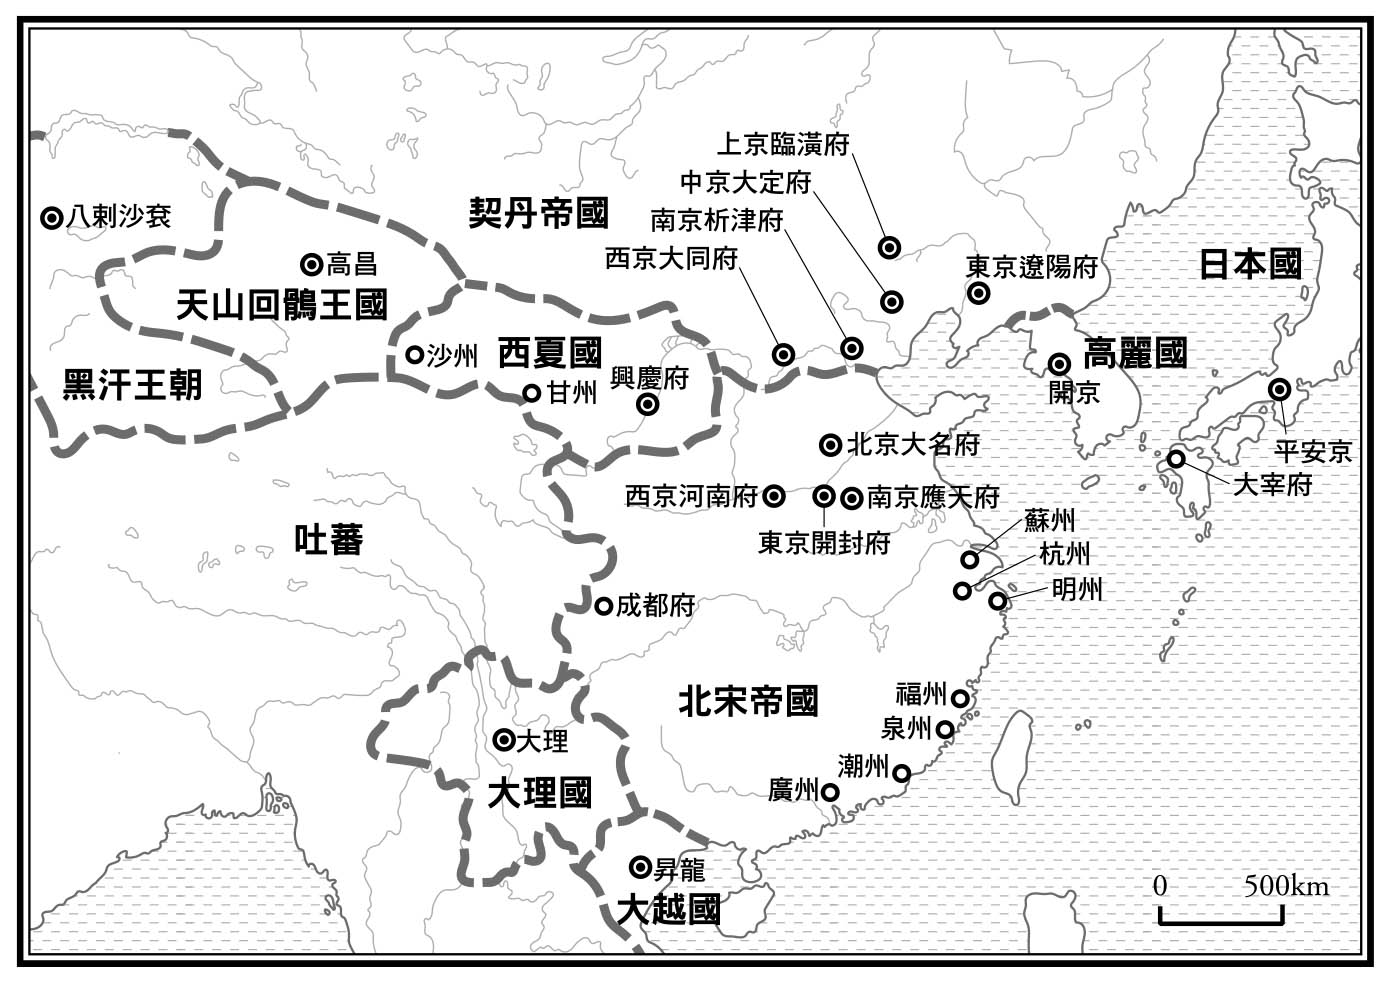 上京臨潢府
中京大定府
南京析津府
西京大同府
契丹帝國
八剌沙袞
高昌
天山回鶻王國
東京遼陽府
日本國
沙州
西夏國
高麗國
黑汗王朝
甘州
興慶府
開京
北京大名府
平安京
大宰府
西京河南府
南京應天府
東京開封府
吐蕃
蘇州
杭州
明州
成都府
北宋帝國
福州
泉州
大理
潮州
大理國
廣州
昇龍
大越國
0 500km